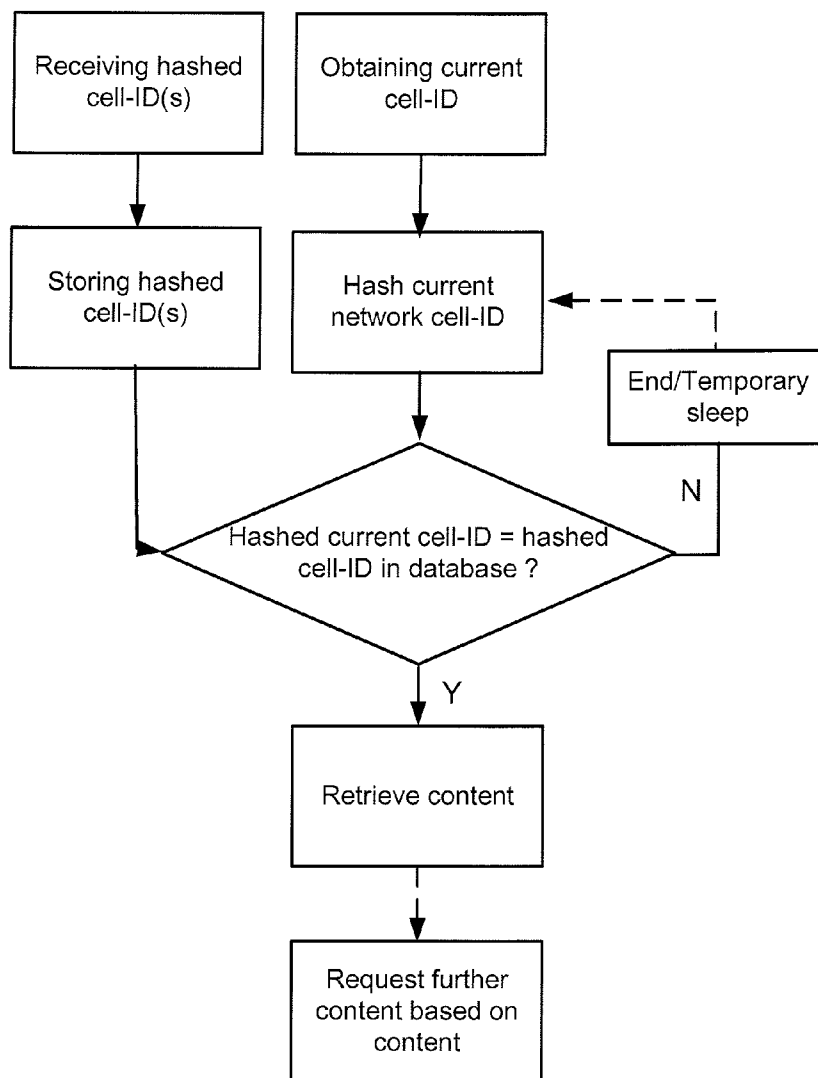 Receiving hashed
cell-ID(s)
Obtaining current
cell-ID
Storing hashed
cell-ID(s)
Hash current
network cell-ID
End/Temporary
sleep
N
Hashed current cell-ID = hashed
cell-ID in database ?
Y
Retrieve content
Request further
content based on
content